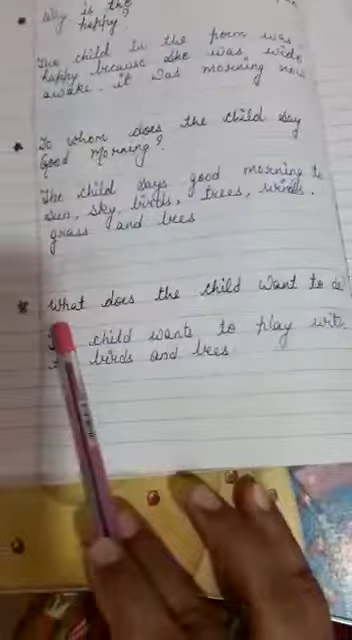 Why is the
happy?
The child in the poem was
happy because she was wide
awake. it was morning now
To whom does the child say
Good morning?
The child says good morning to
sun, sky, birds, trees, winds.
grass and bees
What does the child want to do
child wants to play with
birds and bees